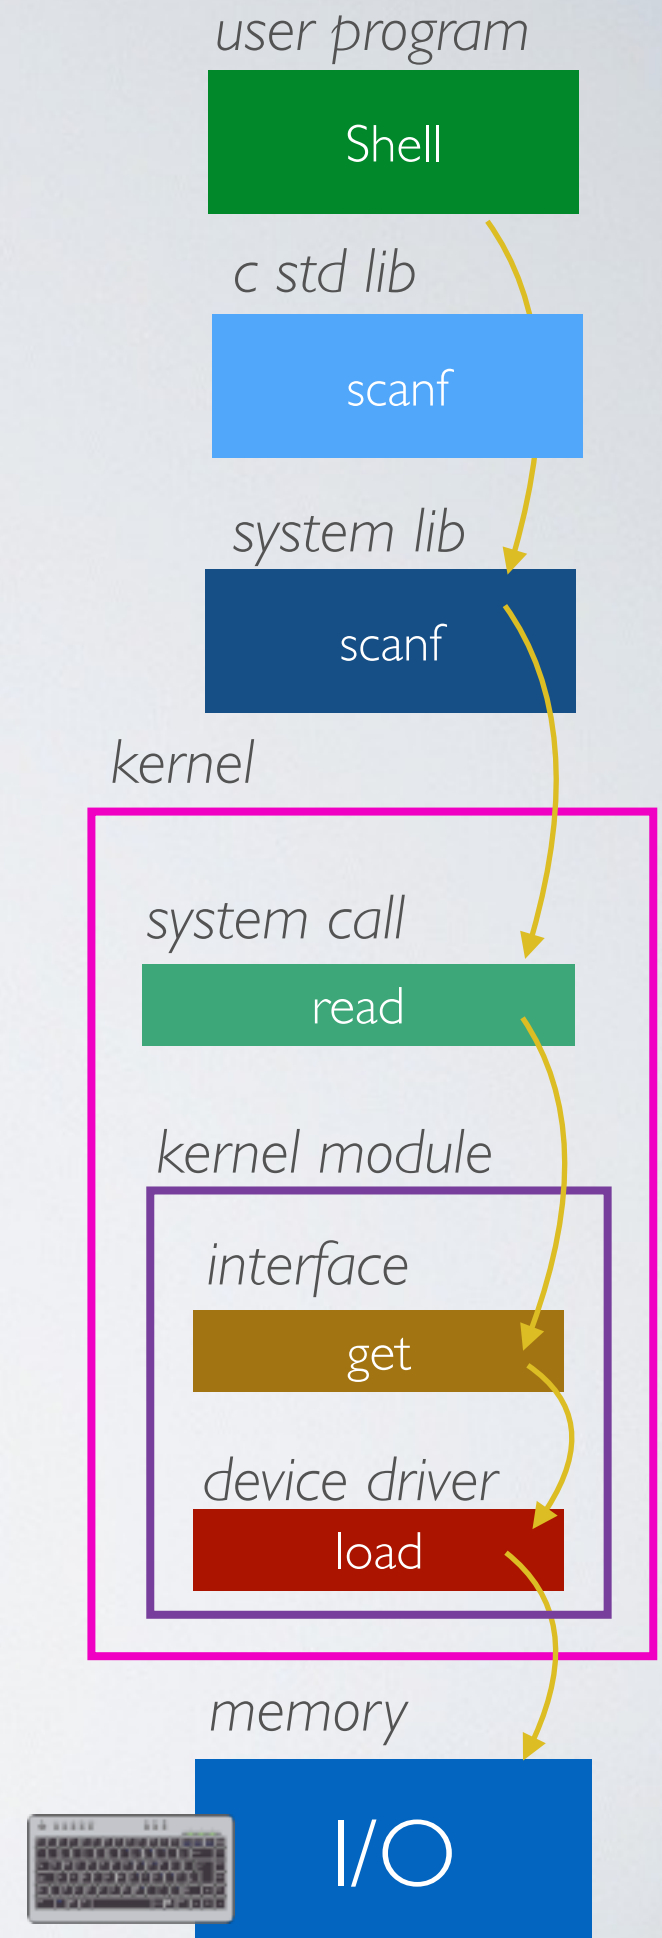 user program
Shell
c std lib
scanf
system lib
scanf
kernel
system call
read
kernel module
interface
get
device driver
load
memory
I/O